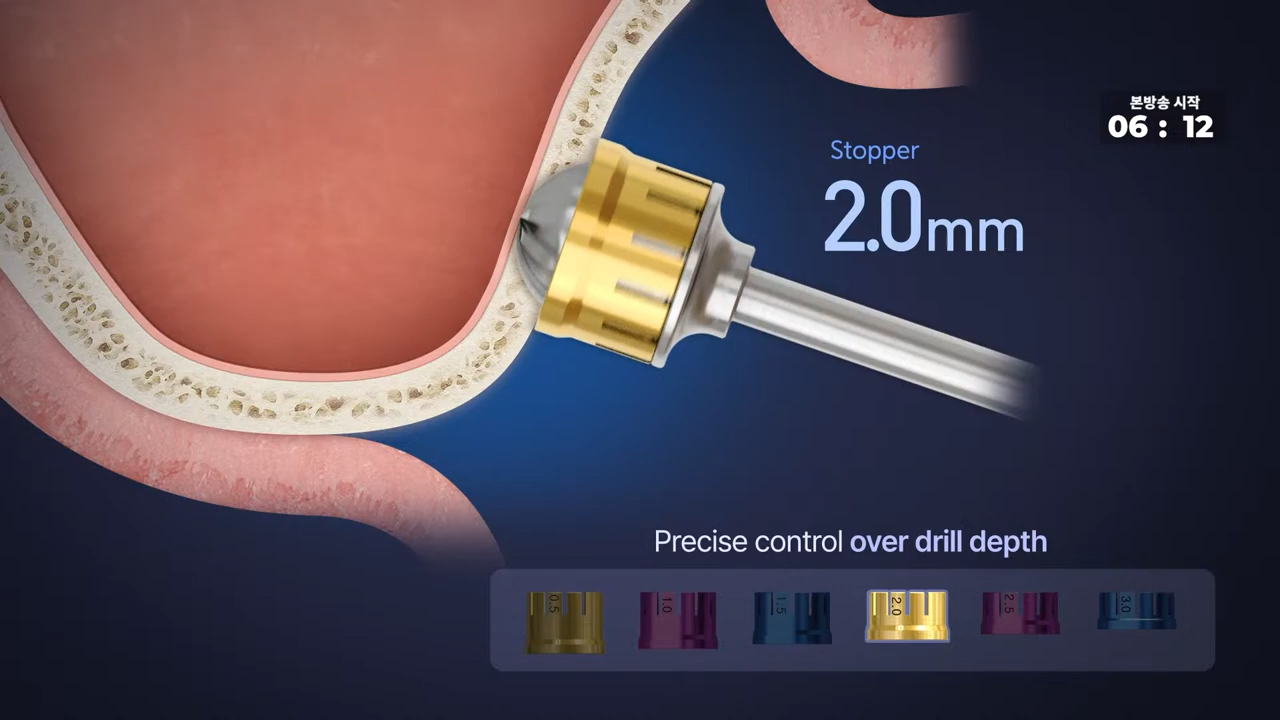 본방송 시작
06 : 12
Stopper
2.0mm
Precise control over drill depth
0.5 1.0 1.5 2.0 2.5 3.0